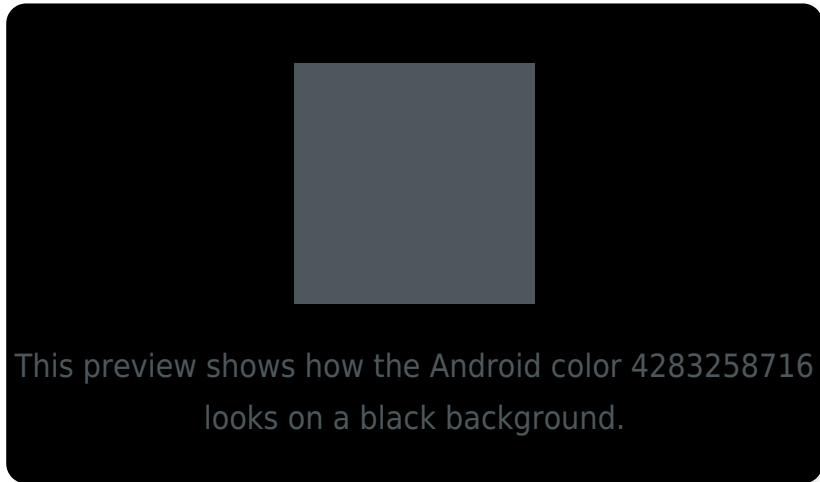 This preview shows how the Android color 4283258716
looks on a black background.